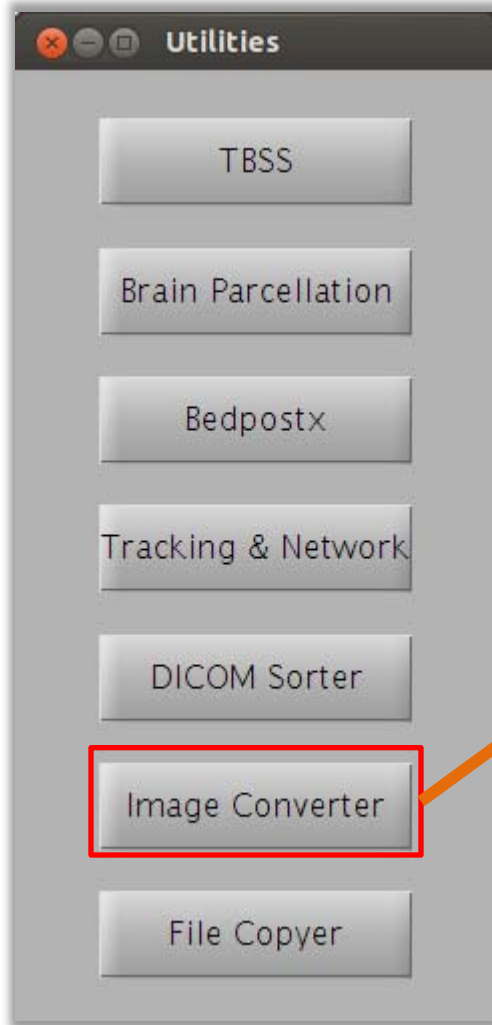 Utilities
TBSS
Brain Parcellation
Bedpostx
Tracking & Network
DICOM Sorter
Image Converter
File Copyer